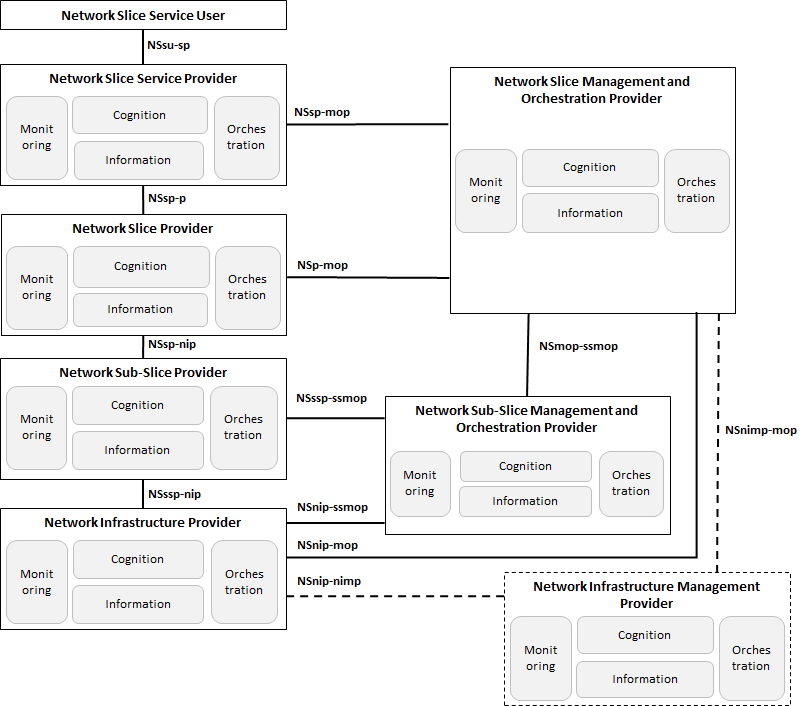 Network Slice Service User
NSsu-sp
Network Slice Service Provider
Monit
oring
Cognition
Information
Orches
tration
NSsp-mop
Network Slice Management and
Orchestration Provider
Monit
oring
Cognition
Information
Orches
tration
NSsp-p
Network Slice Provider
Monit
oring
Cognition
Information
Orches
tration
NSp-mop
NSsp-nip
NSmop-ssmop
Network Sub-Slice Provider
Monit
oring
Cognition
Information
Orches
tration
NSssp-ssmop
Network Sub-Slice Management and
Orchestration Provider
Monit
oring
Cognition
Information
Orches
tration
NSnimp-mop
NSssp-nip
Network Infrastructure Provider
Monit
oring
Cognition
Information
Orches
tration
NSnip-ssmop
NSnip-mop
NSnip-nimp
Network Infrastructure Management
Provider
Monit
oring
Cognition
Information
Orches
tration